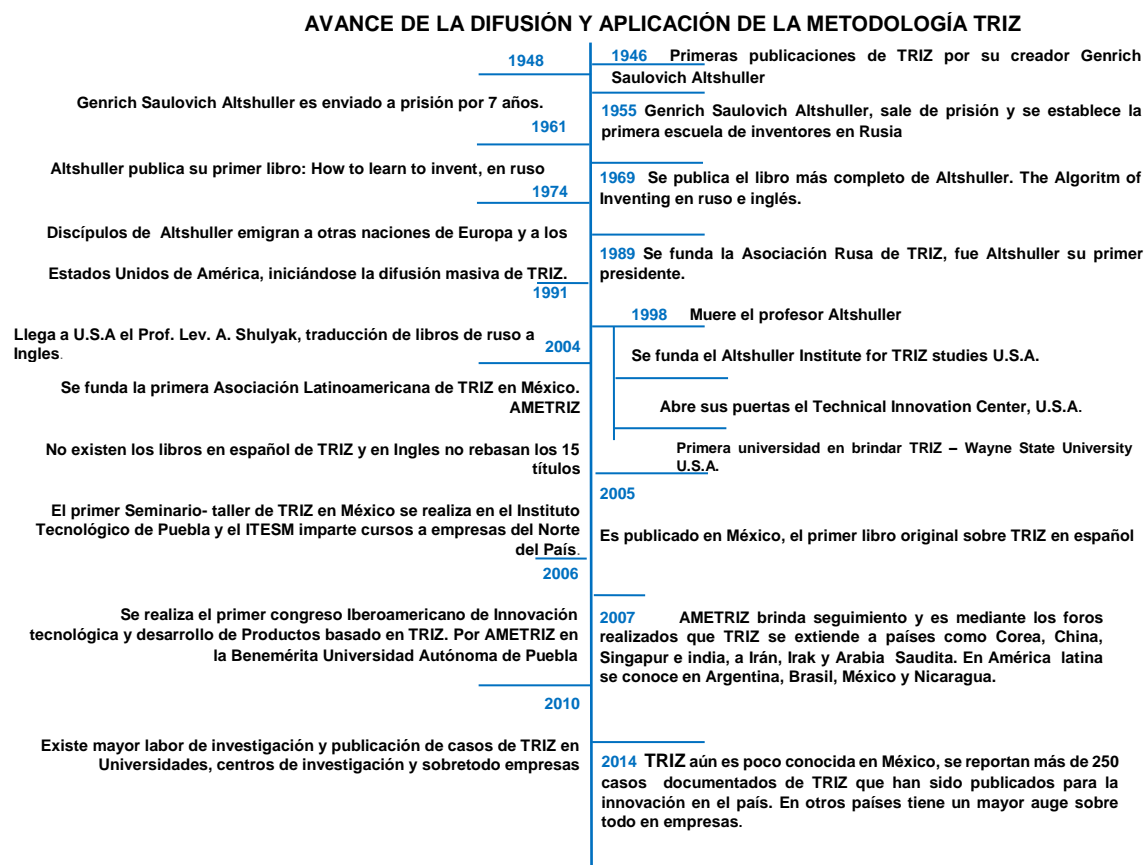 AVANCE DE LA DIFUSIÓN Y APLICACIÓN DE LA METODOLOGÍA TRIZ
1946 Primeras publicaciones de TRIZ por su creador Genrich
Saulovich Altshuller
1948
Genrich Saulovich Altshuller es enviado a prisión por 7 años.
1955 Genrich Saulovich Altshuller, sale de prisión y se establece la
primera escuela de inventores en Rusia
1961
Altshuller publica su primer libro: How to learn to invent, en ruso
1969 Se publica el libro más completo de Altshuller. The Algoritm of
Inventing en ruso e inglés.
1974
Discípulos de Altshuller emigran a otras naciones de Europa y a los
Estados Unidos de América, iniciándose la difusión masiva de TRIZ.
1989 Se funda la Asociación Rusa de TRIZ, fue Altshuller su primer
presidente.
1991
Llega a U.S.A el Prof. Lev. A. Shulyak, traducción de libros de ruso a
Ingles.
1998 Muere el profesor Altshuller
Se funda el Altshuller Institute for TRIZ studies U.S.A.
Abre sus puertas el Technical Innovation Center, U.S.A.
Primera universidad en brindar TRIZ – Wayne State University
U.S.A.
2004
Se funda la primera Asociación Latinoamericana de TRIZ en México.
AMETRIZ
No existen los libros en español de TRIZ y en Ingles no rebasan los 15
títulos
El primer Seminario- taller de TRIZ en México se realiza en el Instituto
Tecnológico de Puebla y el ITESM imparte cursos a empresas del Norte
del País.
2005
Es publicado en México, el primer libro original sobre TRIZ en español
2006
Se realiza el primer congreso Iberoamericano de Innovación
tecnológica y desarrollo de Productos basado en TRIZ. Por AMETRIZ en
la Benemérita Universidad Autónoma de Puebla
2007 AMETRIZ brinda seguimiento y es mediante los foros
realizados que TRIZ se extiende a países como Corea, China,
Singapur e india, a Irán, Irak y Arabia Saudita. En América latina
se conoce en Argentina, Brasil, México y Nicaragua.
2010
Existe mayor labor de investigación y publicación de casos de TRIZ en
Universidades, centros de investigación y sobretodo empresas
2014 TRIZ aún es poco conocida en México, se reportan más de 250
casos documentados de TRIZ que han sido publicados para la
innovación en el país. En otros países tiene un mayor auge sobre
todo en empresas.